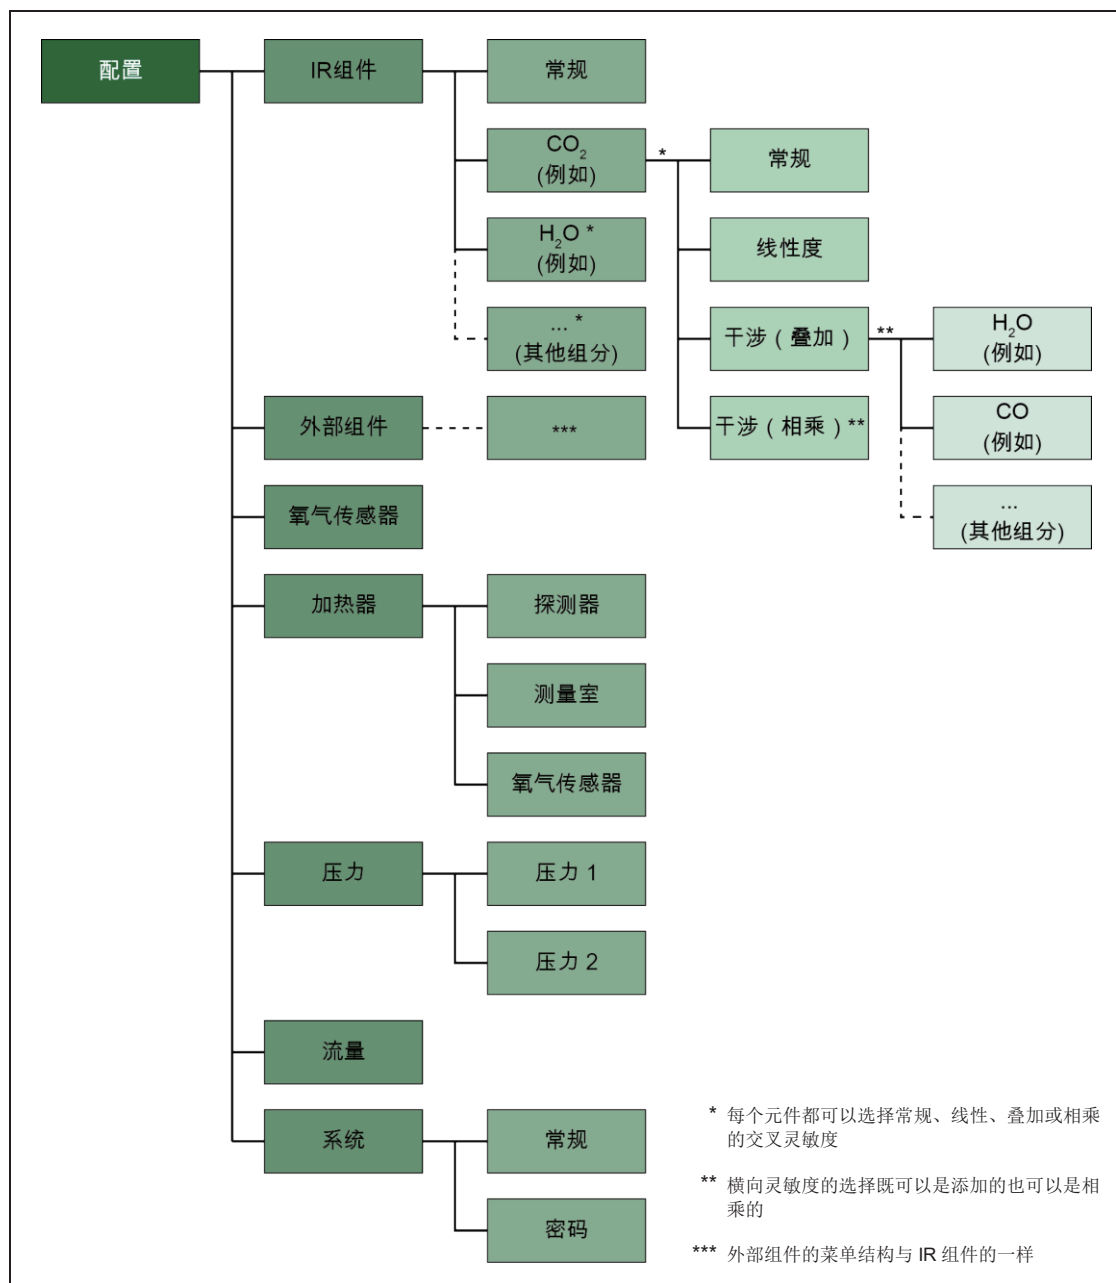 配置
IR组件
常规
CO₂
(例如)
*
常规
H₂O *
(例如)
线性度
... *
(其他组分)
干涉（叠加）
**
H₂O
(例如)
外部组件
***
干涉（相乘）**
CO
(例如)
氧气传感器
...
(其他组分)
加热器
探测器
测量室
氧气传感器
压力
压力 1
压力 2
流量
系统
常规
密码
* 每个元件都可以选择常规、线性、叠加或相乘
的交叉灵敏度
** 横向灵敏度的选择既可以是添加的也可以是相
乘的
*** 外部组件的菜单结构与 IR 组件的一样